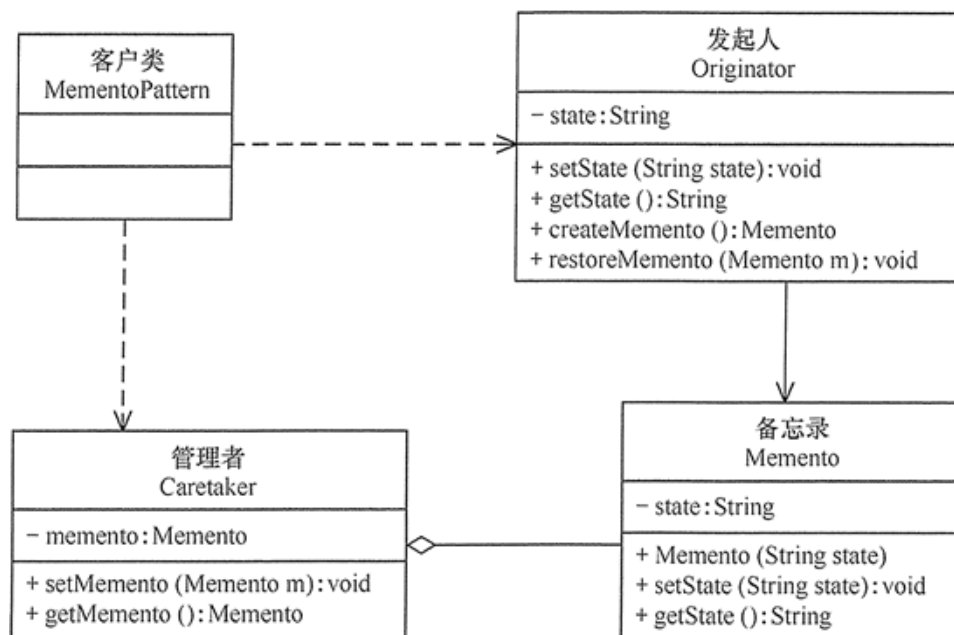 客户类
MementoPattern
发起人
Originator
− state:String
+ setState (String state):void
+ getState ():String
+ createMemento ():Memento
+ restoreMemento (Memento m):void
管理者
Caretaker
− memento:Memento
+ setMemento (Memento m):void
+ getMemento ():Memento
备忘录
Memento
− state:String
+ Memento (String state)
+ setState (String state):void
+ getState ():String